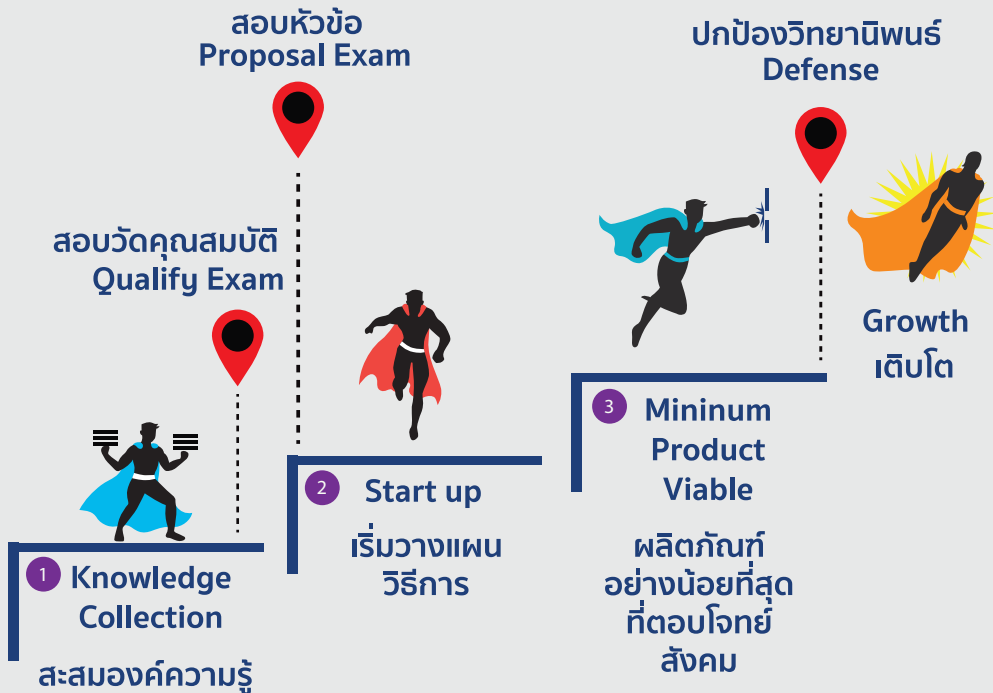 สอบหัวข้อ
Proposal Exam
ปกป้องวิทยานิพนธ์
Defense
สอบวัดคุณสมบัติ
Qualify Exam
Growth
เติบโต
1 Knowledge
Collection
สะสมองค์ความรู้
2 Start up
เริ่มวางแผน
วิธีการ
3 Mininum
Product
Viable
ผลิตภัณฑ์
อย่างน้อยที่สุด
ที่ตอบโจทย์
สังคม